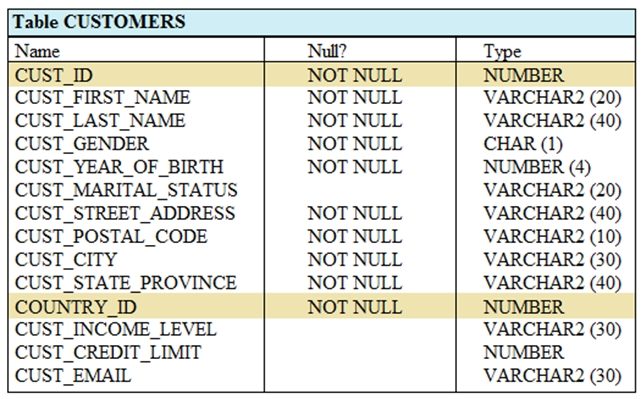 Table CUSTOMERS
Name Null? Type
CUST_ID NOT NULL NUMBER
CUST_FIRST_NAME NOT NULL VARCHAR2 (20)
CUST_LAST_NAME NOT NULL VARCHAR2 (40)
CUST_GENDER NOT NULL CHAR (1)
CUST_YEAR_OF_BIRTH NOT NULL NUMBER (4)
CUST_MARITAL_STATUS VARCHAR2 (20)
CUST_STREET_ADDRESS NOT NULL VARCHAR2 (40)
CUST_POSTAL_CODE NOT NULL VARCHAR2 (10)
CUST_CITY NOT NULL VARCHAR2 (30)
CUST_STATE_PROVINCE NOT NULL VARCHAR2 (40)
COUNTRY_ID NOT NULL NUMBER
CUST_INCOME_LEVEL VARCHAR2 (30)
CUST_CREDIT_LIMIT NUMBER
CUST_EMAIL VARCHAR2 (30)